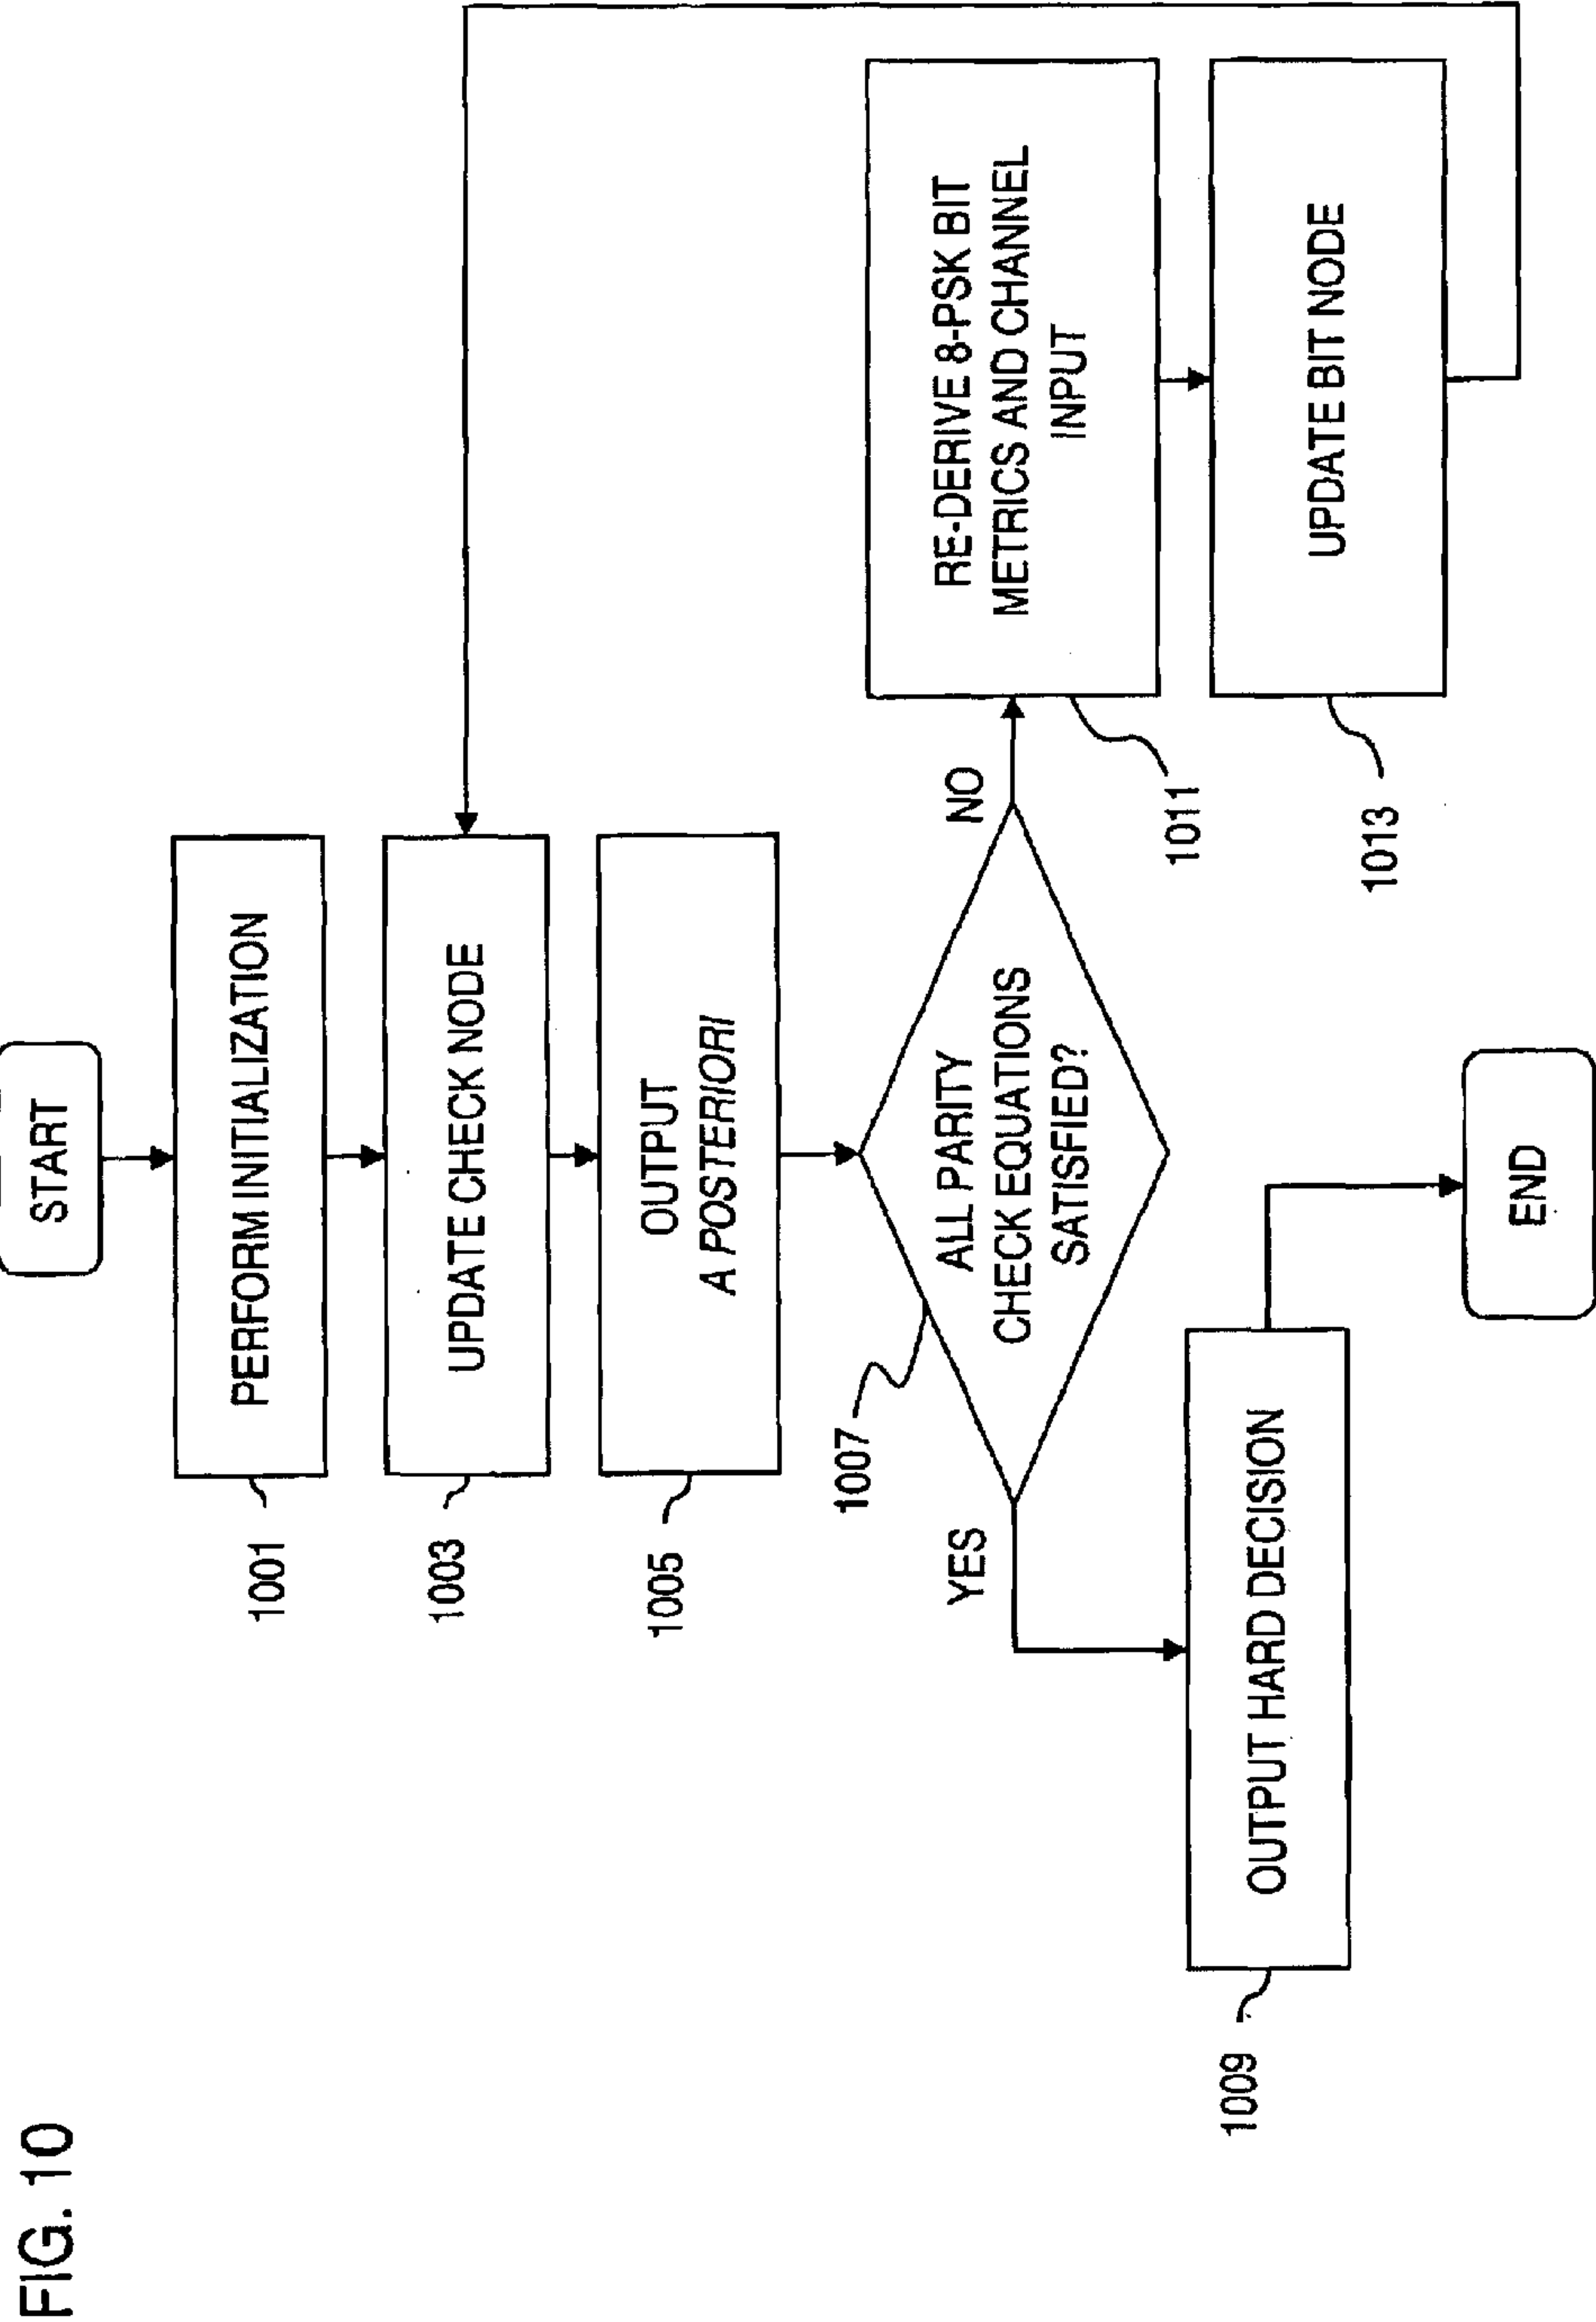 FIG. 10
START
PERFORM INITIALIZATION
1001
UPDATE CHECK NODE
1003
OUTPUT
A POSTERIORI
1005
ALL PARITY
CHECK EQUATIONS
SATISFIED?
1007
YES
NO
RE-DERIVE 8-PSK BIT
METRICS AND CHANNEL
INPUT
1011
UPDATE BIT NODE
1013
OUTPUT HARD DECISION
1009
END